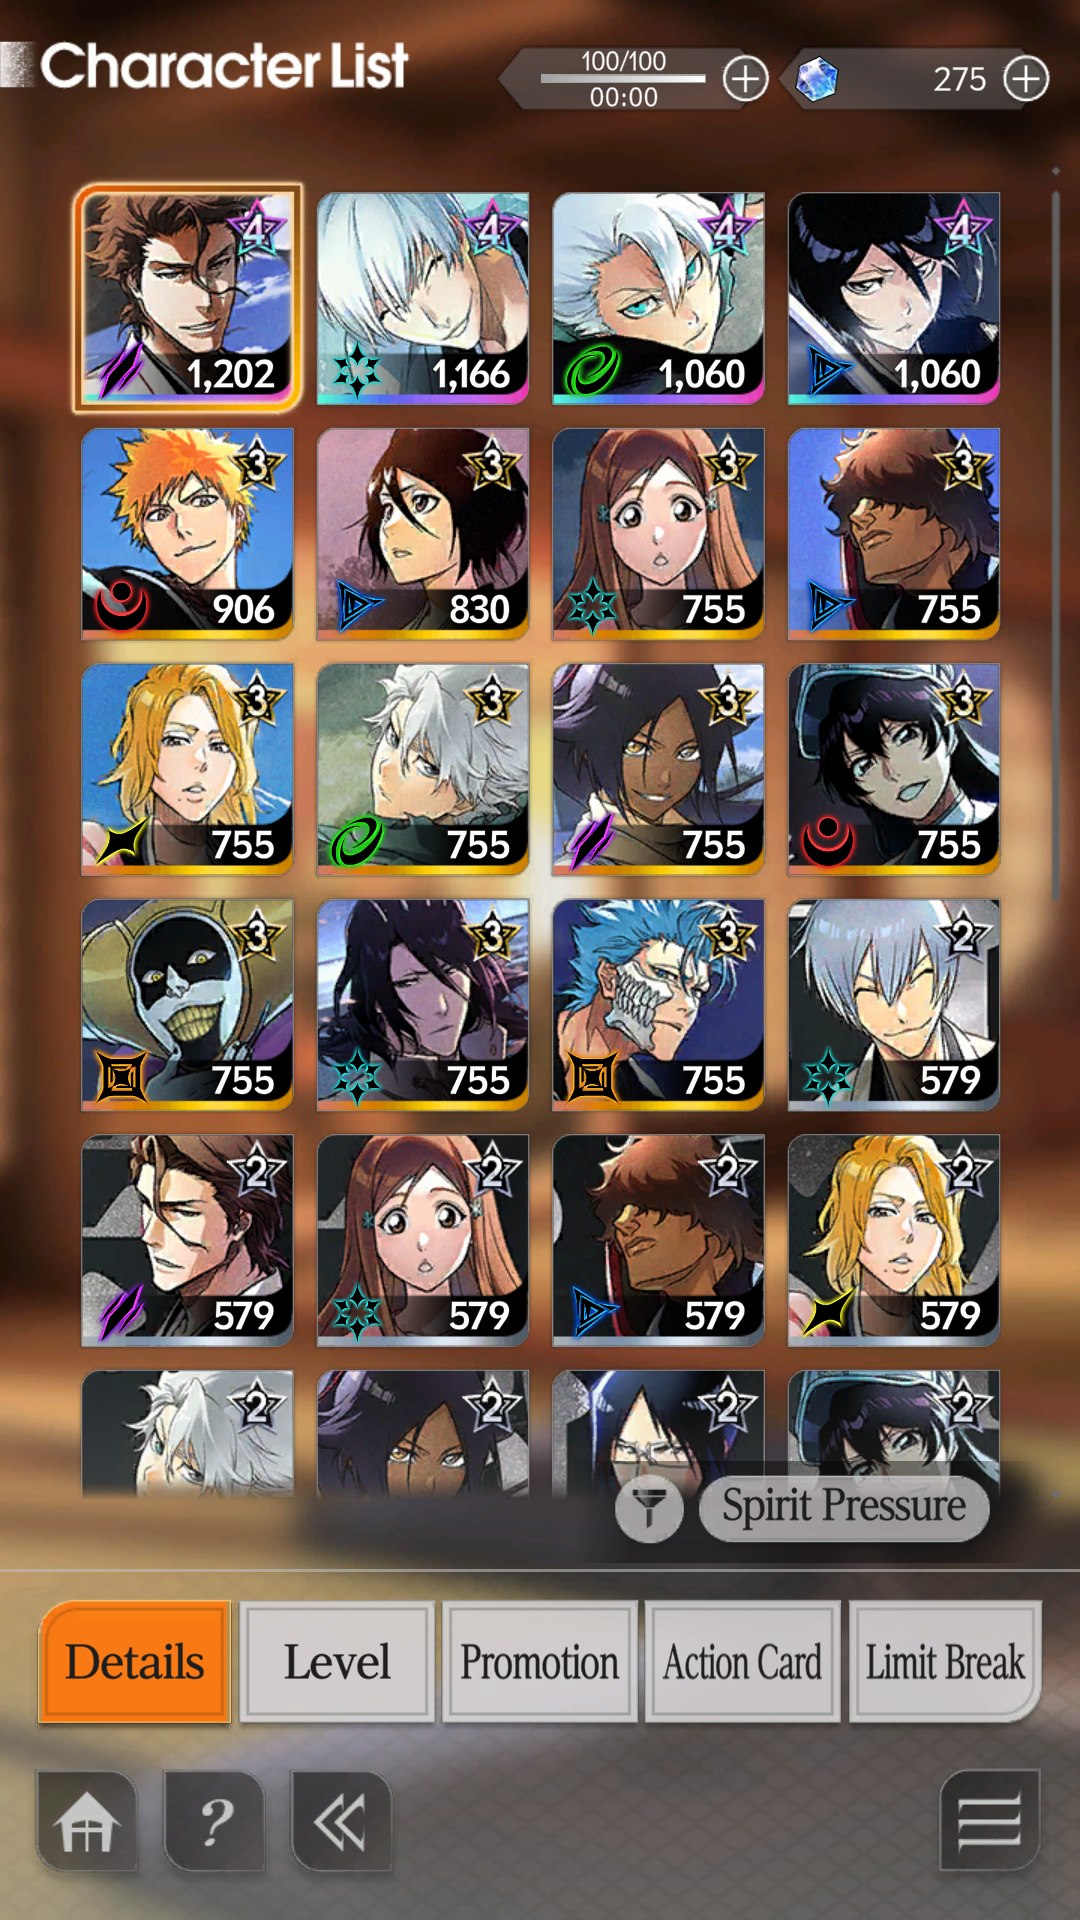 Character List
100/100
00:00
275
4 4 4 4
1,202 1,166 1,060 1,060
3 3 3 3
906 830 755 755
3 3 3 3
755 755 755 755
3 3 3 2
755 755 755 579
2 2 2 2
579 579 579 579
2 2 2 2
Spirit Pressure
Details Level Promotion Action Card Limit Break
?